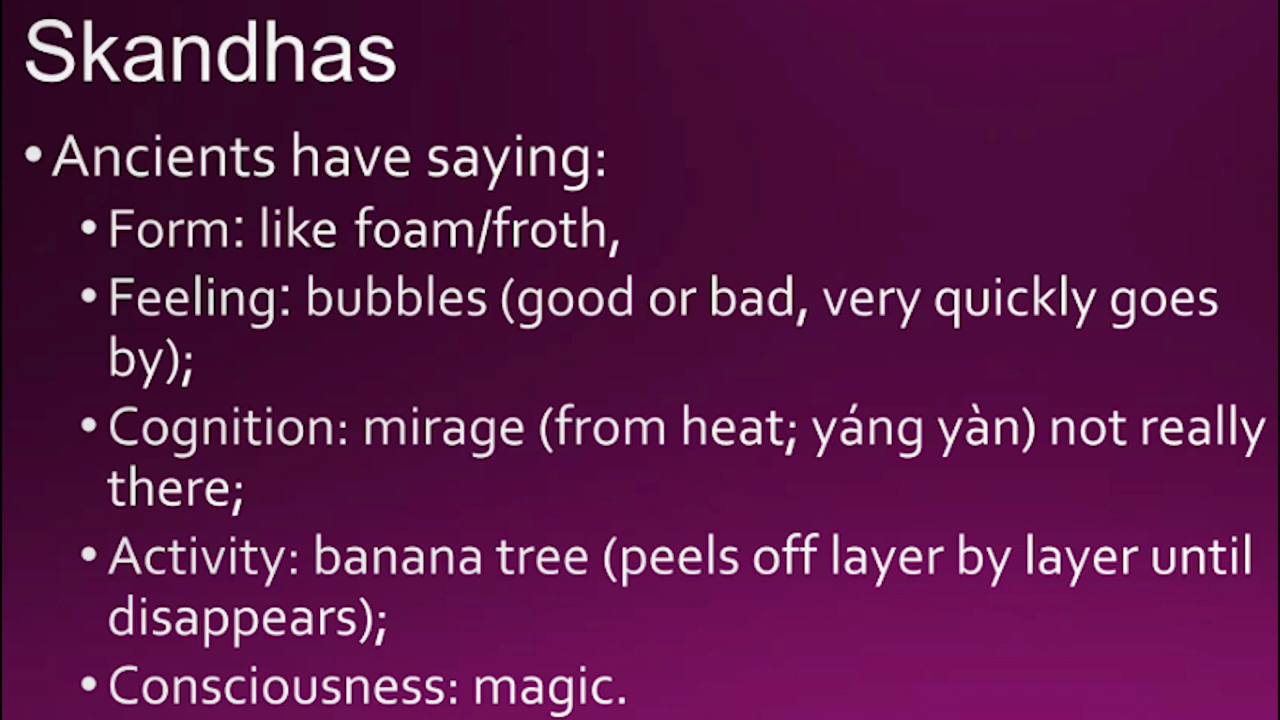 Skandhas
•Ancients have saying:
•Form: like foam/froth,
•Feeling: bubbles (good or bad, very quickly goes
by);
•Cognition: mirage (from heat; yáng yàn) not really
there;
•Activity: banana tree (peels off layer by layer until
disappears);
•Consciousness: magic.